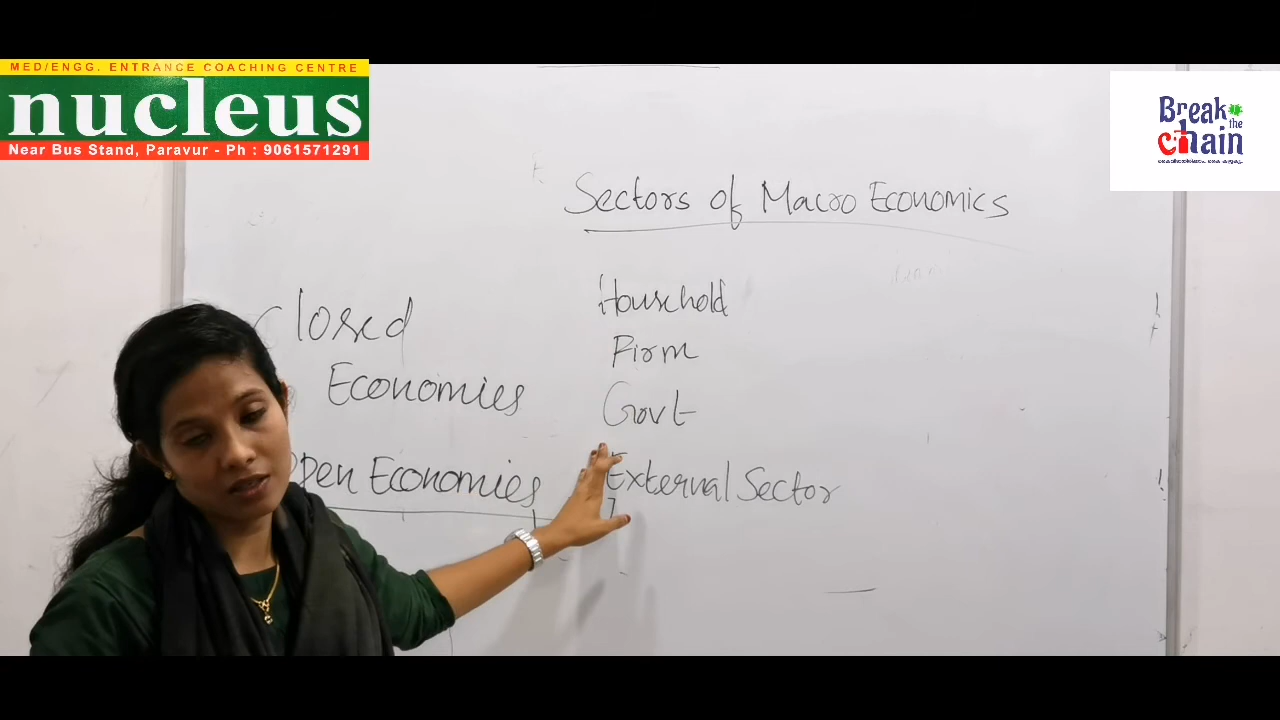 MED/ENGG. ENTRANCE COACHING CENTRE
nucleus
Near Bus Stand, Paravur - Ph : 9061571291
Break
the
chain
Sectors of Macro Economics
Closed
Economies
Open Economies
Household
Firm
Govt
External Sector